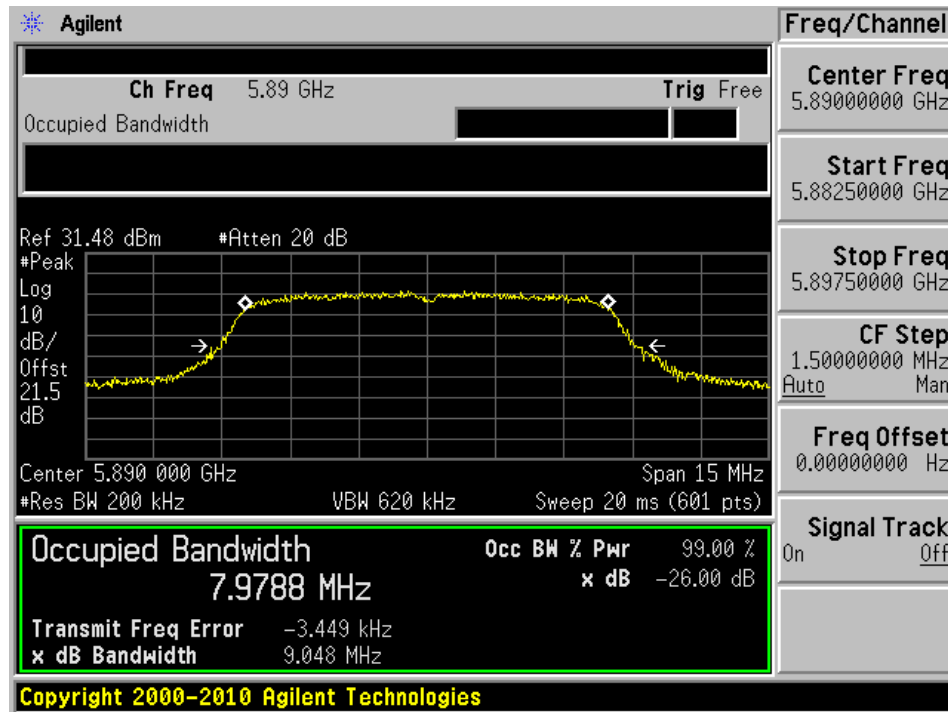 Agilent
Freq/Channel
Ch Freq 5.89 GHz Trig Free
Occupied Bandwidth
Center Freq
5.89000000 GHz
Start Freq
5.88250000 GHz
Stop Freq
5.89750000 GHz
CF Step
1.50000000 MHz
Auto Man
Freq Offset
0.00000000 Hz
Signal Track
On Off
Ref 31.48 dBm #Atten 20 dB
#Peak
Log
10
dB/
Offst
21.5
dB
Center 5.890 000 GHz Span 15 MHz
#Res BW 200 kHz VBW 620 kHz Sweep 20 ms (601 pts)
Occupied Bandwidth Occ BW % Pwr 99.00 %
7.9788 MHz x dB -26.00 dB
Transmit Freq Error -3.449 kHz
x dB Bandwidth 9.048 MHz
Copyright 2000-2010 Agilent Technologies